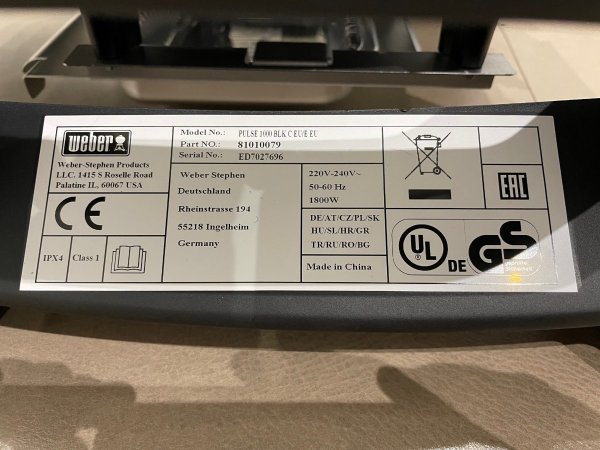 weber
Weber-Stephen Products
LLC. 1415 S Roselle Road
Palatine IL, 60067 USA
CE
IPX4
Class 1
Model No.: PULSE 1000 BLK C EU/E EU
Part NO.: 81010079
Serial No.: ED7027696
Weber Stephen
Deutschland
Rheinstrasse 194
55218 Ingelheim
Germany
220V-240V~
50-60 Hz
1800W
DE/AT/CZ/PL/SK
HU/SL/HR/GR
TR/RU/RO/BG
Made in China
EAC
UL
DE
GS
geprüfte
Sicherheit